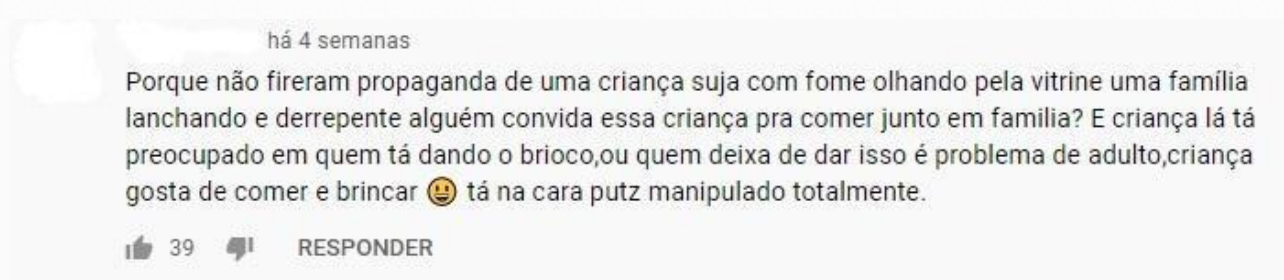 há 4 semanas
Porque não fireram propaganda de uma criança suja com fome olhando pela vitrine uma família
lanchando e derrepente alguém convida essa criança pra comer junto em familia? E criança lá tá
preocupado em quem tá dando o brioco,ou quem deixa de dar isso é problema de adulto,criança
gosta de comer e brincar 😃 tá na cara putz manipulado totalmente.
39 RESPONDER